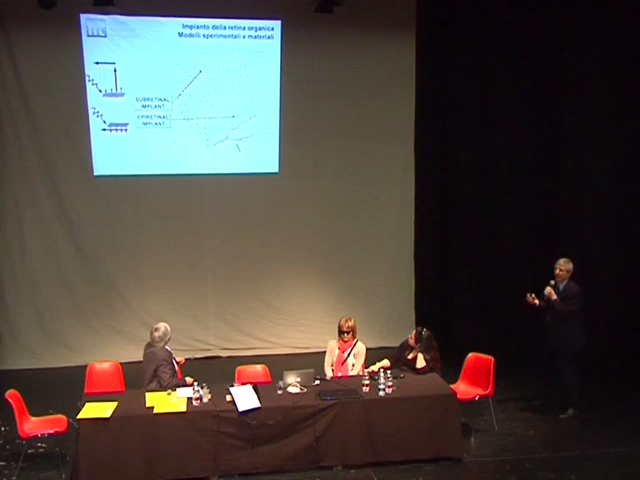 Impianto della retina organica
Modelli sperimentali e materiali
SUBRETINAL
IMPLANT
EPIRETINAL
IMPLANT